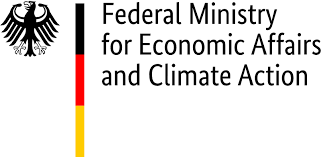 Federal Ministry
for Economic Affairs
and Climate Action